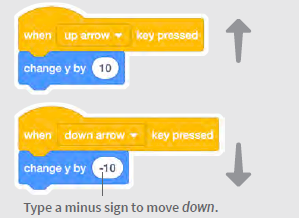 when up arrow key pressed
change y by 10
when down arrow key pressed
change y by -10
Type a minus sign to move down.